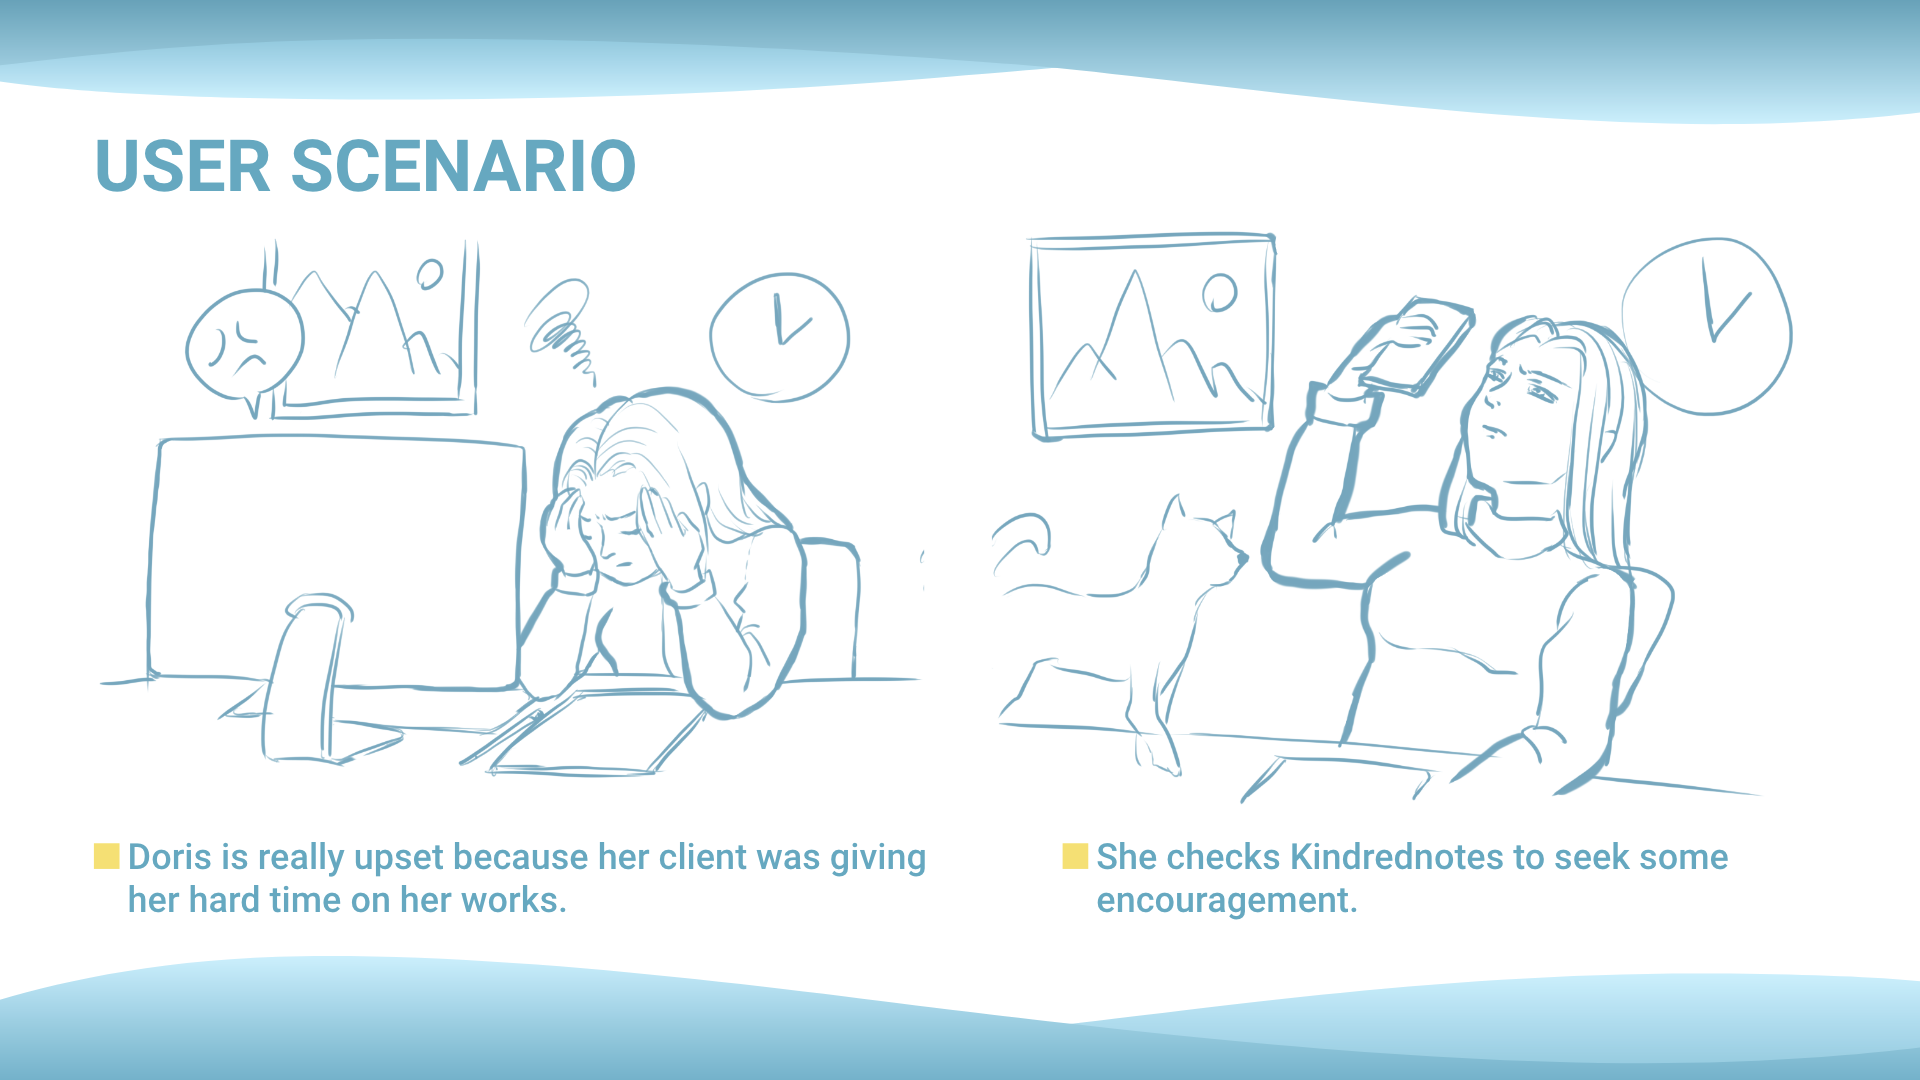 USER SCENARIO
Doris is really upset because her client was giving
her hard time on her works.
She checks Kindrednotes to seek some
encouragement.